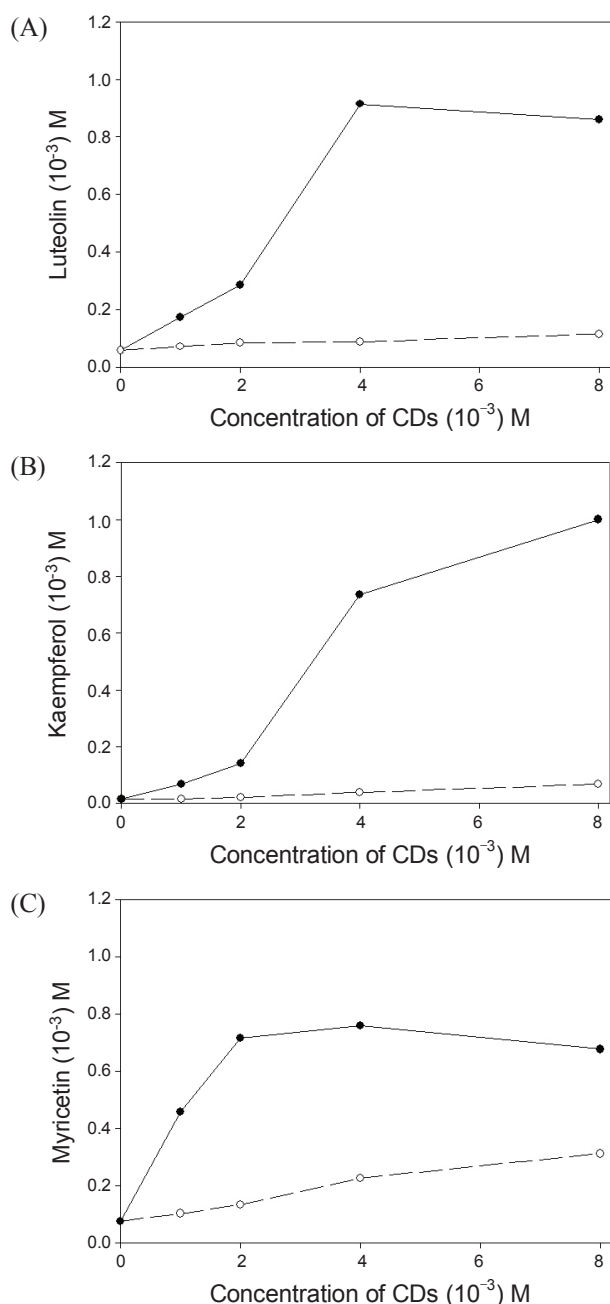 (A)
1.2
1.0
0.8
0.6
0.4
0.2
0.0
Luteolin (10⁻³) M
0 2 4 6 8
Concentration of CDs (10⁻³) M
(B)
1.2
1.0
0.8
0.6
0.4
0.2
0.0
Kaempferol (10⁻³) M
0 2 4 6 8
Concentration of CDs (10⁻³) M
(C)
1.2
1.0
0.8
0.6
0.4
0.2
0.0
Myricetin (10⁻³) M
0 2 4 6 8
Concentration of CDs (10⁻³) M